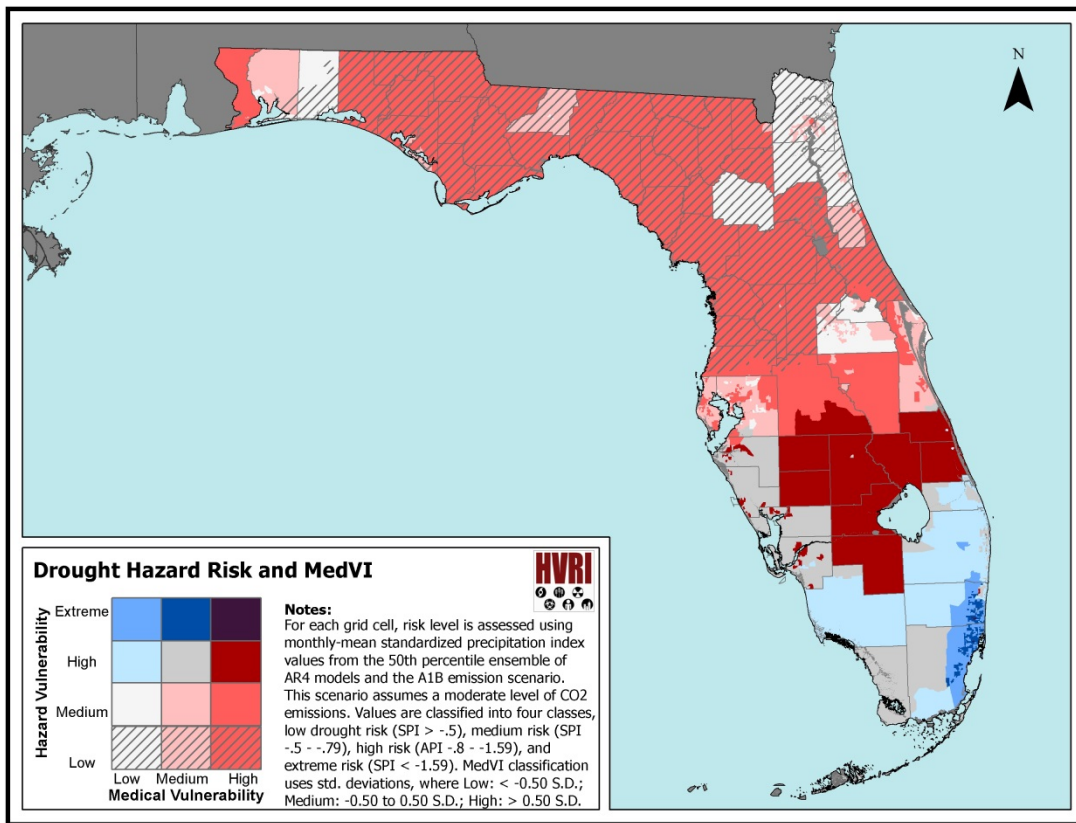 N
Drought Hazard Risk and MedVI
HVRI
Hazard Vulnerability
Extreme
High
Medium
Low
Low
Medium
High
Medical Vulnerability
Notes:
For each grid cell, risk level is assessed using
monthly-mean standardized precipitation index
values from the 50th percentile ensemble of
AR4 models and the A1B emission scenario.
This scenario assumes a moderate level of CO2
emissions. Values are classified into four classes,
low drought risk (SPI > -.5), medium risk (SPI
-.5 - -.79), high risk (API -.8 - -1.59), and
extreme risk (SPI < -1.59). MedVI classification
uses std. deviations, where Low: < -0.50 S.D.;
Medium: -0.50 to 0.50 S.D.; High: > 0.50 S.D.